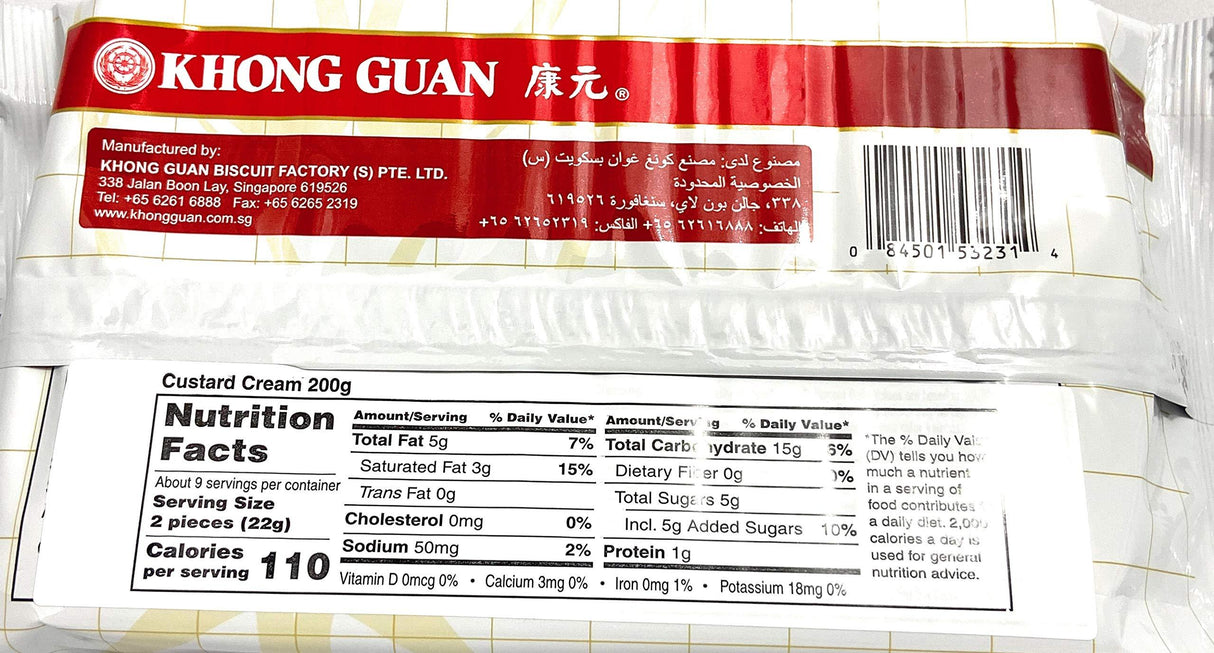 KHONG GUAN 康元®
Manufactured by:
KHONG GUAN BISCUIT FACTORY (S) PTE. LTD.
338 Jalan Boon Lay, Singapore 619526
Tel: +65 6261 6888 Fax: +65 6265 2319
www.khongguan.com.sg
مصنوع لدى: مصنع كونغ غوان بسكويت (س)
الخصوصية المحدودة
٣٣٨، جالن بون لاي، سنغافورة ٦١٩٥٢٦
الهاتف: ٦٢٦١٦٨٨٨ ٦٥+ الفاكس: ٦٢٦٥٢٣١٩ ٦٥+
0 84501 53231 4
Custard Cream 200g
Nutrition
Facts
About 9 servings per container
Serving Size
2 pieces (22g)
Calories
per serving 110
Amount/Serving % Daily Value*
Total Fat 5g 7%
Saturated Fat 3g 15%
Trans Fat 0g
Cholesterol 0mg 0%
Sodium 50mg 2%
Amount/Serving % Daily Value*
Total Carbohydrate 15g 6%
Dietary Fiber 0g 0%
Total Sugars 5g
Incl. 5g Added Sugars 10%
Protein 1g
Vitamin D 0mcg 0% • Calcium 3mg 0% • Iron 0mg 1% • Potassium 18mg 0%
*The % Daily
(DV) tells you how
much a nutrient
in a serving of
food contributes
a daily diet. 2,000
calories a day is
used for general
nutrition advice.